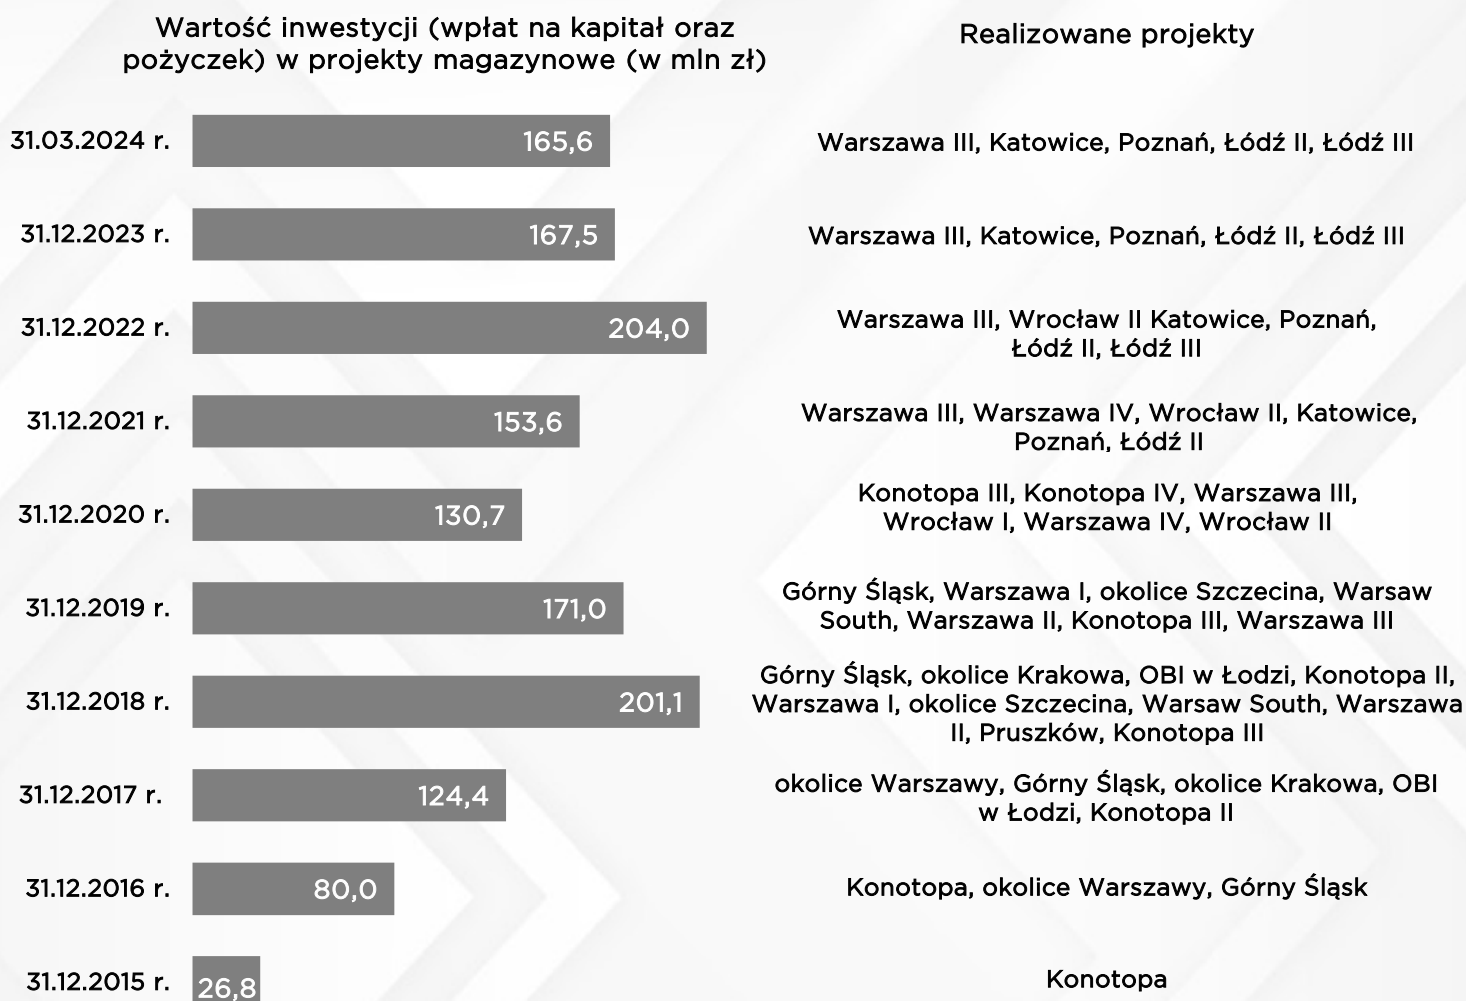 Wartość inwestycji (wpłat na kapitał oraz
pożyczek) w projekty magazynowe (w mln zł)
Realizowane projekty
31.03.2024 r.
165,6
Warszawa III, Katowice, Poznań, Łódź II, Łódź III
31.12.2023 r.
167,5
Warszawa III, Katowice, Poznań, Łódź II, Łódź III
31.12.2022 r.
204,0
Warszawa III, Wrocław II Katowice, Poznań,
Łódź II, Łódź III
31.12.2021 r.
153,6
Warszawa III, Warszawa IV, Wrocław II, Katowice,
Poznań, Łódź II
31.12.2020 r.
130,7
Konotopa III, Konotopa IV, Warszawa III,
Wrocław I, Warszawa IV, Wrocław II
31.12.2019 r.
171,0
Górny Śląsk, Warszawa I, okolice Szczecina, Warsaw
South, Warszawa II, Konotopa III, Warszawa III
31.12.2018 r.
201,1
Górny Śląsk, okolice Krakowa, OBI w Łodzi, Konotopa II,
Warszawa I, okolice Szczecina, Warsaw South, Warszawa
II, Pruszków, Konotopa III
31.12.2017 r.
124,4
okolice Warszawy, Górny Śląsk, okolice Krakowa, OBI
w Łodzi, Konotopa II
31.12.2016 r.
80,0
Konotopa, okolice Warszawy, Górny Śląsk
31.12.2015 r.
26,8
Konotopa